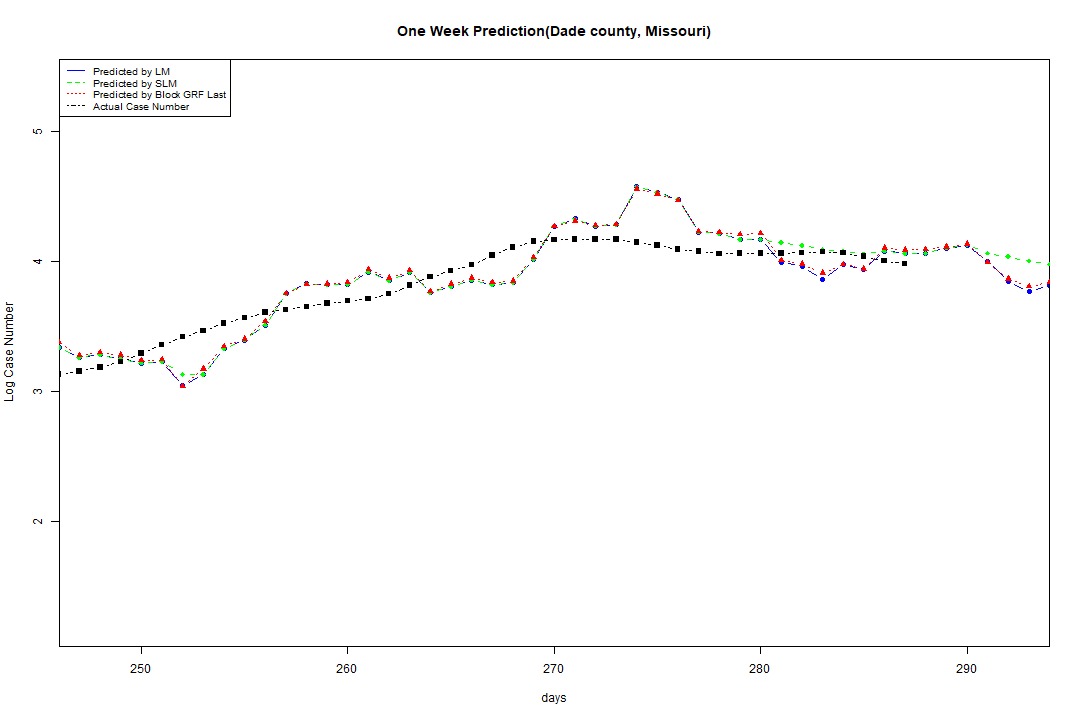 One Week Prediction(Dade county, Missouri)
Predicted by LM
Predicted by SLM
Predicted by Block GRF Last
Actual Case Number
5
4
3
2
Log Case Number
250 260 270 280 290
days